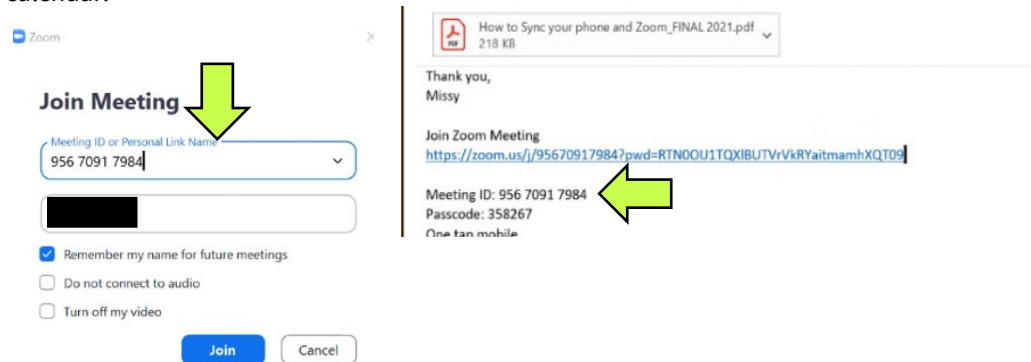 Zoom
Join Meeting
Meeting ID or Personal Link Name
956 7091 7984
Remember my name for future meetings
Do not connect to audio
Turn off my video
Join
Cancel
PDF
How to Sync your phone and Zoom_FINAL 2021.pdf
218 KB
Thank you,
Missy
Join Zoom Meeting
https://zoom.us/j/95670917984?pwd=RTN0OU1TQXlBUTVrVkRYaitmamhXQT09
Meeting ID: 956 7091 7984
Passcode: 358267
One tap mobile